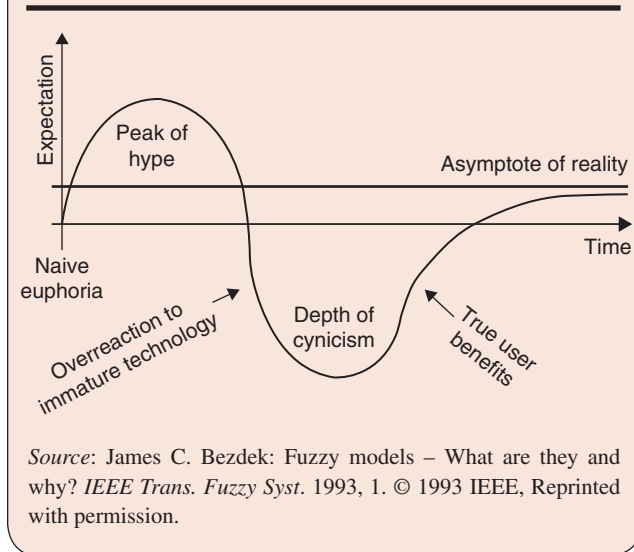 Expectation
Peak of
hype
Asymptote of reality
Time
Naive
euphoria
Overreaction to
immature technology
Depth of
cynicism
True user
benefits
Source: James C. Bezdek: Fuzzy models – What are they and
why? IEEE Trans. Fuzzy Syst. 1993, 1. © 1993 IEEE, Reprinted
with permission.